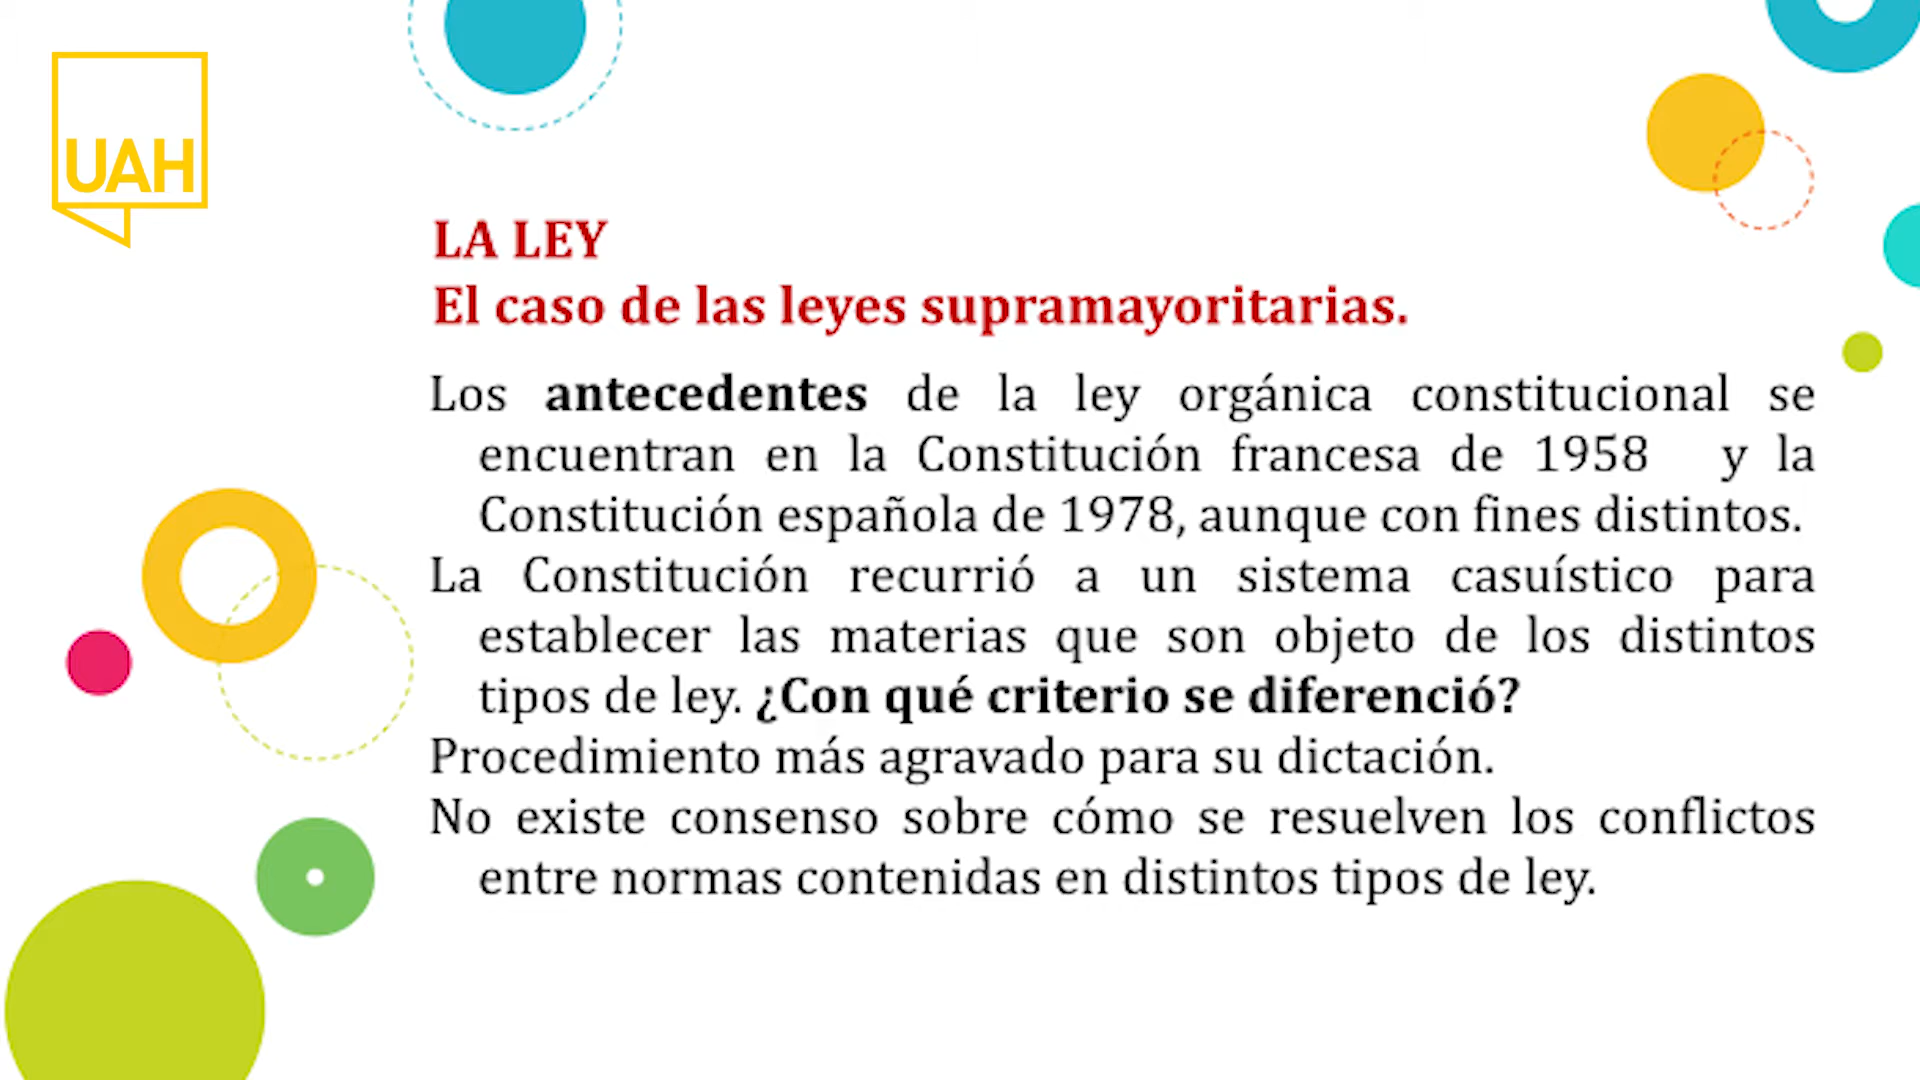 UAH
LA LEY
El caso de las leyes supramayoritarias.
Los antecedentes de la ley orgánica constitucional se
encuentran en la Constitución francesa de 1958 y la
Constitución española de 1978, aunque con fines distintos.
La Constitución recurrió a un sistema casuístico para
establecer las materias que son objeto de los distintos
tipos de ley. ¿Con qué criterio se diferenció?
Procedimiento más agravado para su dictación.
No existe consenso sobre cómo se resuelven los conflictos
entre normas contenidas en distintos tipos de ley.